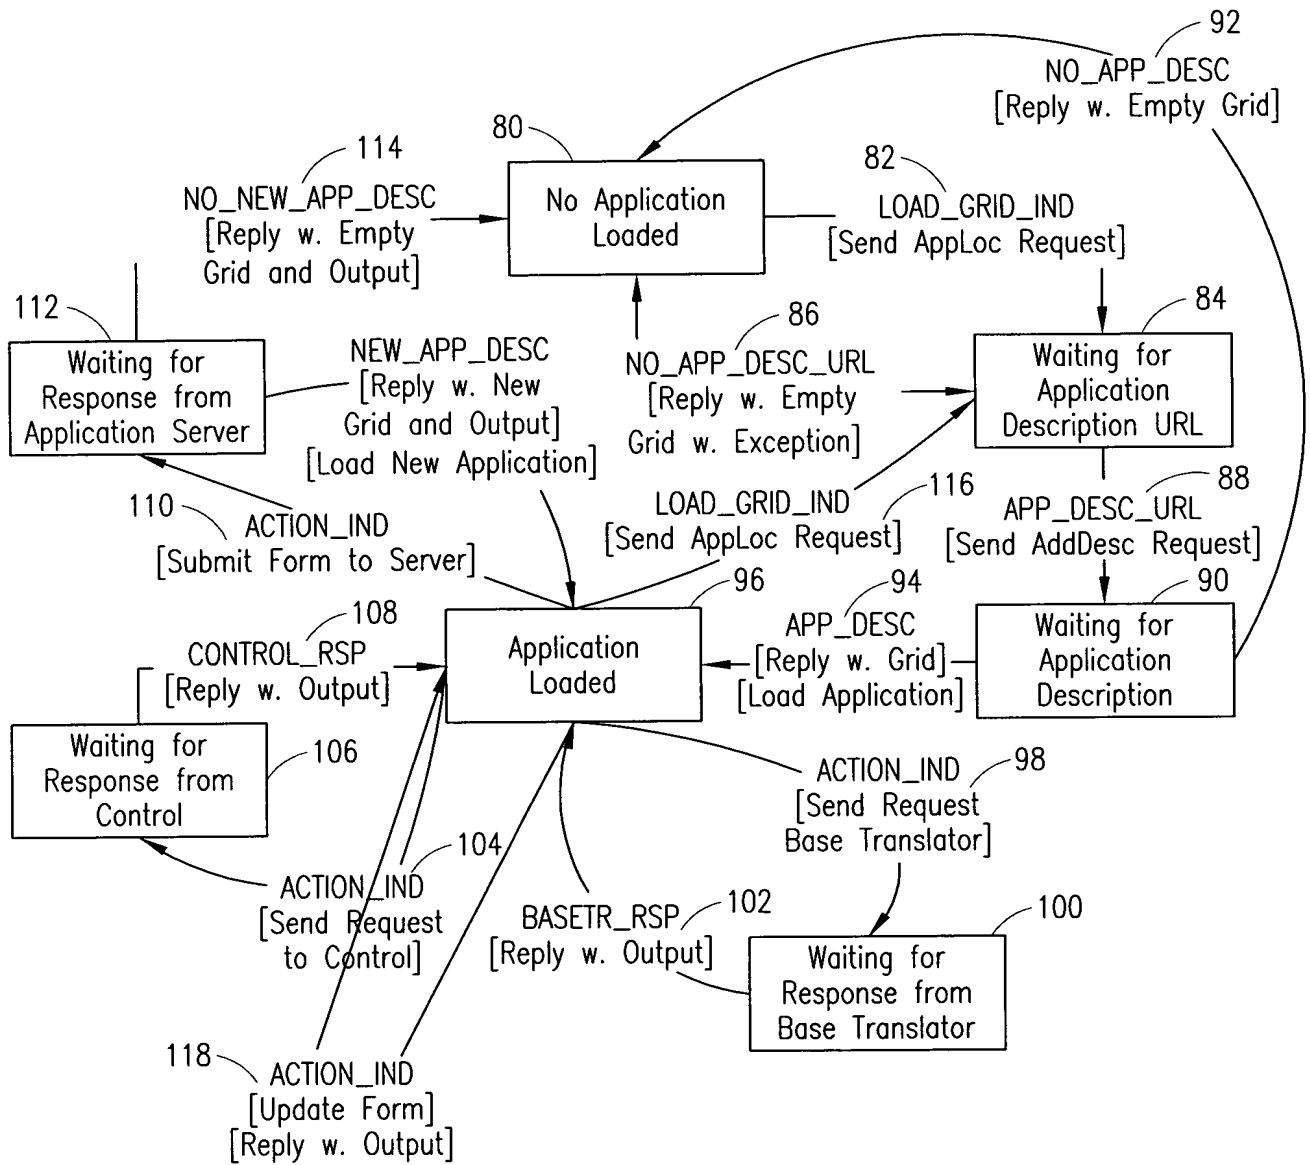 92
NO_APP_DESC
[Reply w. Empty Grid]
80
No Application
Loaded
114
NO_NEW_APP_DESC
[Reply w. Empty
Grid and Output]
82
LOAD_GRID_IND
[Send AppLoc Request]
112
Waiting for
Response from
Application Server
NEW_APP_DESC
[Reply w. New
Grid and Output]
[Load New Application]
86
NO_APP_DESC_URL
[Reply w. Empty
Grid w. Exception]
84
Waiting for
Application
Description URL
110
ACTION_IND
[Submit Form to Server]
LOAD_GRID_IND
[Send AppLoc Request]
116
88
APP_DESC_URL
[Send AddDesc Request]
96
Application
Loaded
94
APP_DESC
[Reply w. Grid]
[Load Application]
90
Waiting for
Application
Description
108
CONTROL_RSP
[Reply w. Output]
Waiting for
Response from
Control
106
ACTION_IND
[Send Request
Base Translator]
98
104
ACTION_IND
[Send Request
to Control]
BASETR_RSP
[Reply w. Output]
102
100
Waiting for
Response from
Base Translator
118
ACTION_IND
[Update Form]
[Reply w. Output]